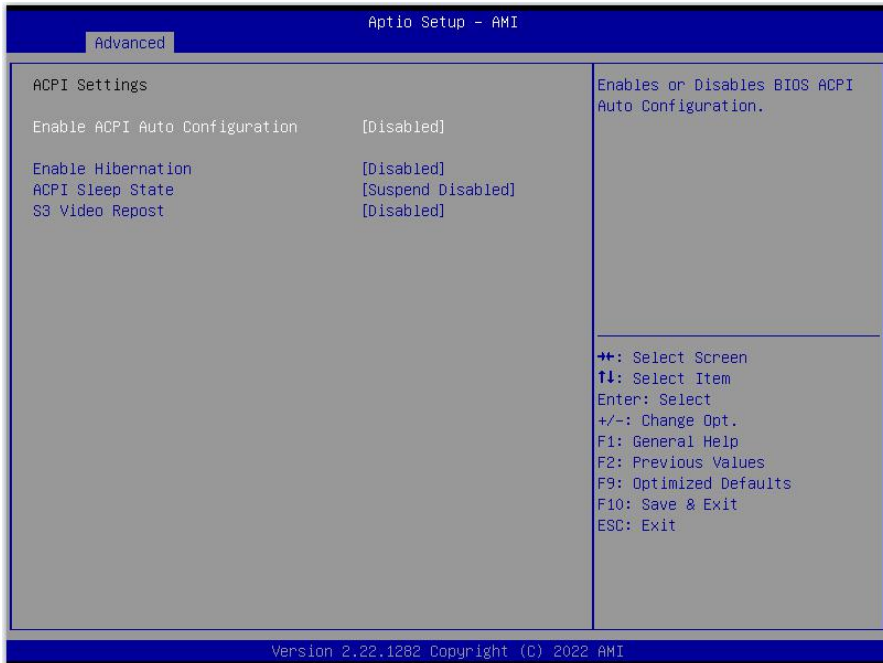 Aptio Setup – AMI
Advanced
ACPI Settings
Enable ACPI Auto Configuration [Disabled]
Enable Hibernation [Disabled]
ACPI Sleep State [Suspend Disabled]
S3 Video Repost [Disabled]
Enables or Disables BIOS ACPI
Auto Configuration.
→←: Select Screen
↑↓: Select Item
Enter: Select
+/-: Change Opt.
F1: General Help
F2: Previous Values
F9: Optimized Defaults
F10: Save & Exit
ESC: Exit
Version 2.22.1282 Copyright (C) 2022 AMI